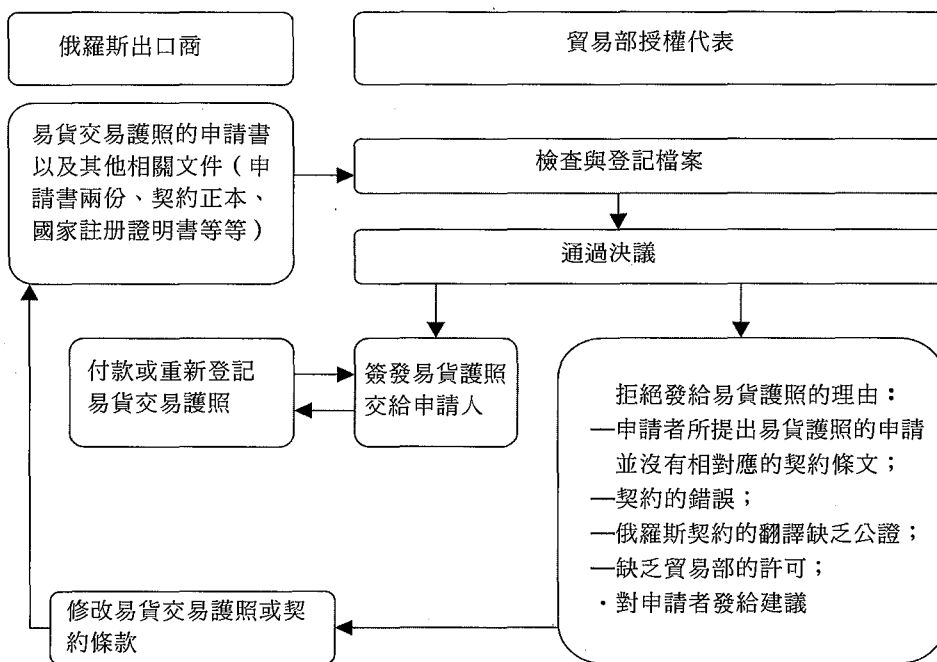 俄羅斯出口商
貿易部授權代表
易貨交易護照的申請書
以及其他相關文件（申
請書兩份、契約正本、
國家註册證明書等等）
檢查與登記檔案
通過決議
付款或重新登記
易貨交易護照
簽發易貨護照
交給申請人
拒絕發給易貨護照的理由：
—申請者所提出易貨護照的申請
並沒有相對應的契約條文；
—契約的錯誤；
—俄羅斯契約的翻譯缺乏公證；
—缺乏貿易部的許可；
・對申請者發給建議
修改易貨交易護照或契
約條款